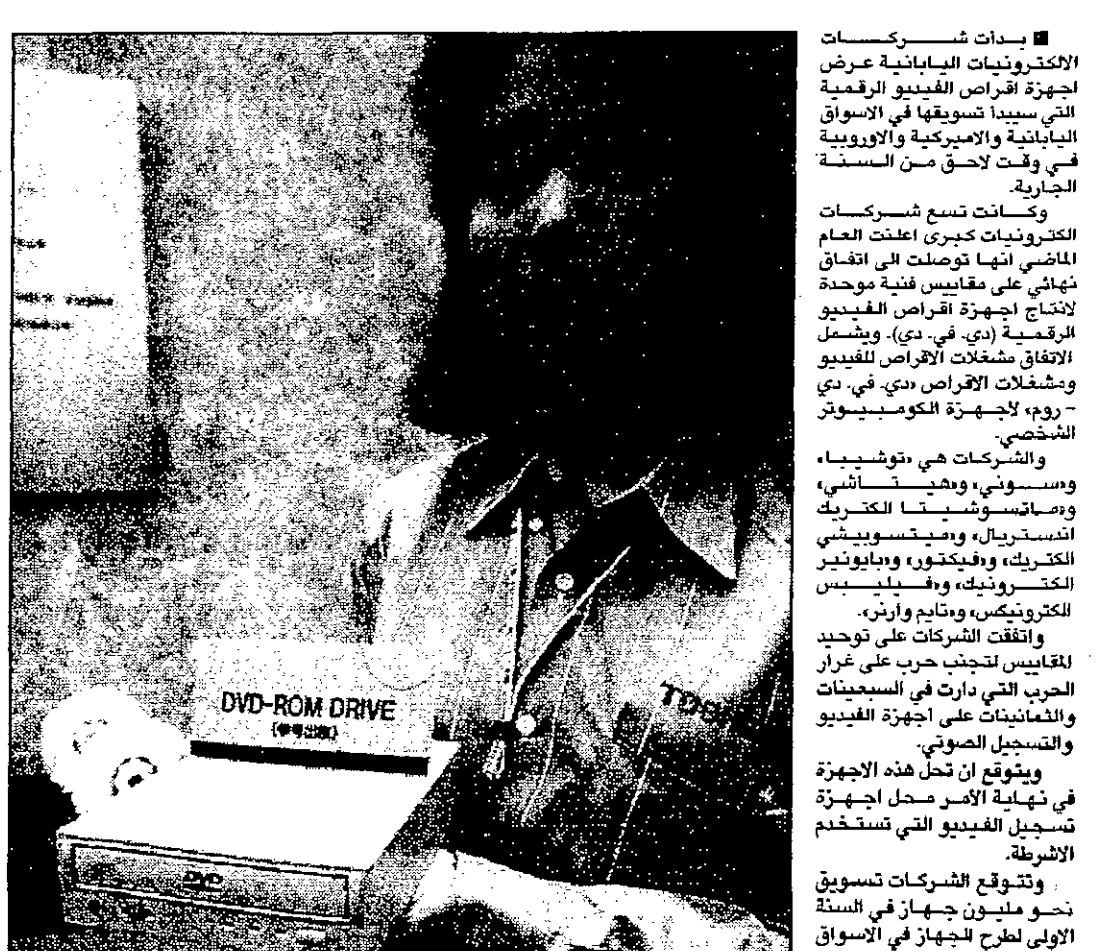 بدأت شركات
الالكترونيات اليابانية عرض
اجهزة اقراص الفيديو الرقمية
التي سيبدأ تسويقها في الاسواق
اليابانية والاميركية والاوروبية
في وقت لاحق من السنة
الجارية.
وكانت تسع شركات
الكترونيات كبرى اعلنت العام
الماضي انها توصلت الى اتفاق
نهائي على مقاييس فنية موحدة
لانتاج اجهزة اقراص الفيديو
الرقمية (دي. في. دي). ويشمل
الاتفاق مشغلات الاقراص للفيديو
ومشغلات الاقراص «دي. في. دي
- روم» لاجهزة الكومبيوتر
الشخصي.
والشركات هي «توشيبا»
و«سوني» و«هيتاشي»
و«ماتسوشيتا الكتريك
اندستريال» و«ميتسوبيشي
الكتريك» و«فيكتور» و«بايونير
الكترونيك» و«فيليبس
الكترونيكس» و«تايم وارنر».
واتفقت الشركات على توحيد
المقاييس لتجنب حرب على غرار
الحرب التي دارت في السبعينات
والثمانينات على اجهزة الفيديو
والتسجيل الصوتي.
ويتوقع ان تحل هذه الاجهزة
في نهاية الأمر محل اجهزة
تسجيل الفيديو التي تستخدم
الاشرطة.
وتتوقع الشركات تسويق
نحو مليون جهاز في السنة
الاولى لطرح الجهاز في الاسواق
DVD-ROM DRIVE
(参考出展)
DVD
TOS